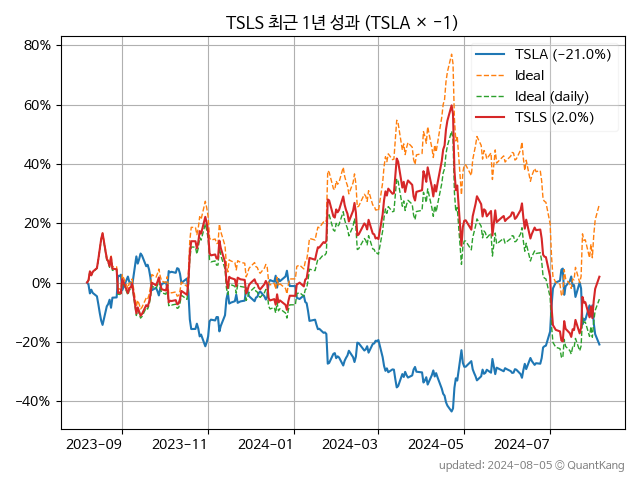 TSLS 최근 1년 성과 (TSLA × −1)
80%
60%
40%
20%
0%
−20%
−40%
TSLA (−21.0%)
Ideal
Ideal (daily)
TSLS (2.0%)
2023-09 2023-11 2024-01 2024-03 2024-05 2024-07
updated: 2024-08-05 © QuantKang